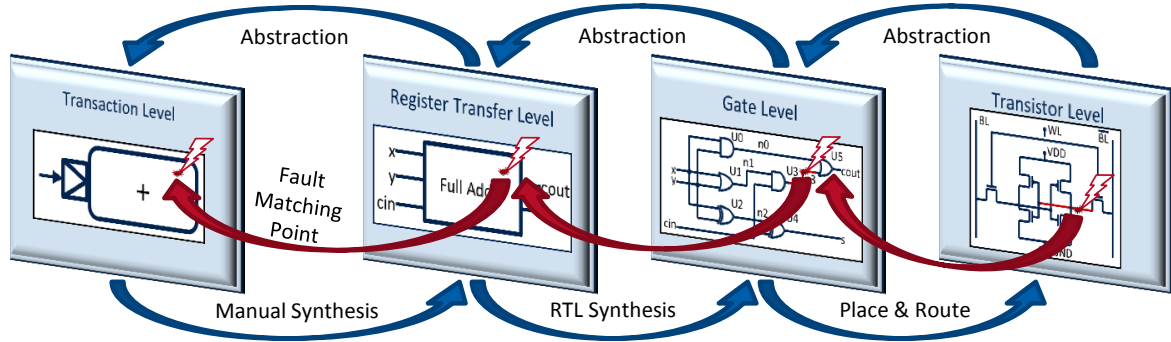 Abstraction
Abstraction
Abstraction
Transaction Level
+
Register Transfer Level
x
y
cin
Full
cout
Gate Level
U0
n0
U5
x
y
U1
n1
U3
cout
U2
n2
U4
cin
s
Transistor Level
BL
WL
BL
VDD
Fault
Matching
Point
Manual Synthesis
RTL Synthesis
Place & Route